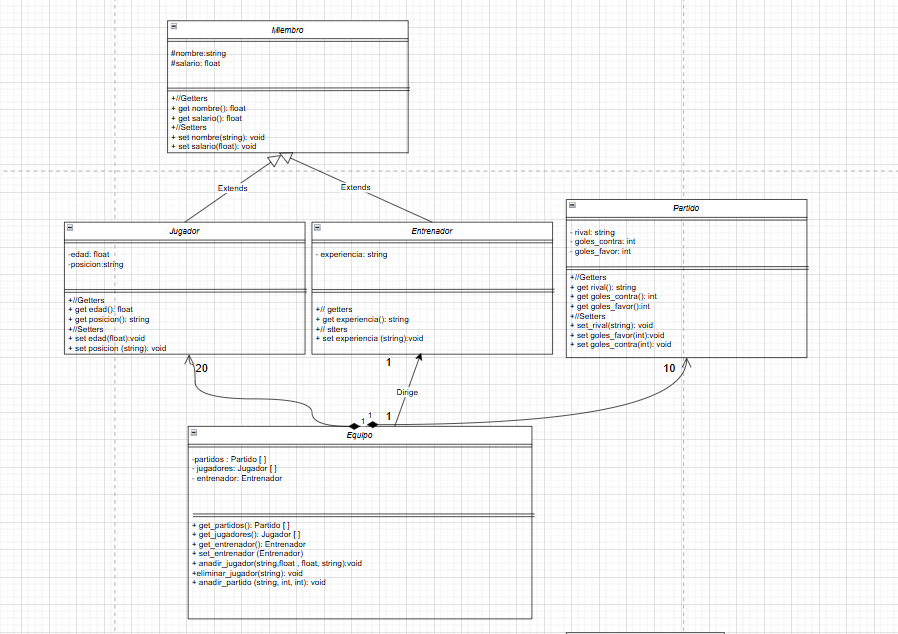 Miembro
#nombre:string
#salario: float
+//Getters
+ get nombre(): float
+ get salario(): float
+//Setters
+ set nombre(string): void
+ set salario(float): void
Extends
Extends
Jugador
-edad: float
-posicion:string
+//Getters
+ get edad(): float
+ get posicion(): string
+//Setters
+ set edad(float):void
+ set posicion (string): void
Entrenador
- experiencia: string
+// getters
+ get experiencia(): string
+// stters
+ set experiencia (string):void
Partido
- rival: string
- goles_contra: int
- goles_favor: int
+//Getters
+ get rival(): string
+ get goles_contra(): int
+ get goles_favor():int
+//Setters
+ set_rival(string): void
+ set goles_favor(int):void
+ set goles_contra(int): void
20
1
10
Dirige
1
1
1
Equipo
-partidos : Partido [ ]
- jugadores: Jugador [ ]
- entrenador: Entrenador
+ get_partidos(): Partido [ ]
+ get_jugadores(): Jugador [ ]
+ get_entrenador(): Entrenador
+ set_entrenador (Entrenador)
+ anadir_jugador(string,float , float, string):void
+eliminar_jugador(string): void
+ anadir_partido (string, int, int): void